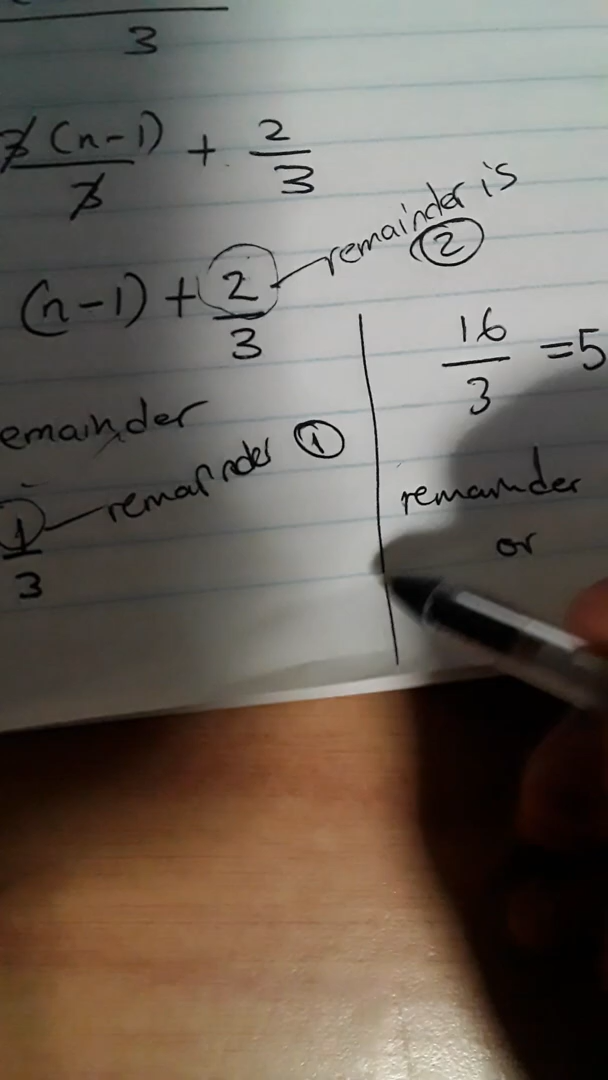 3
3(n-1)/3 + 2/3
remainder is
2
(n-1) + 2/3
16/3 = 5
emainder
remainder 1
1/3
remainder
or